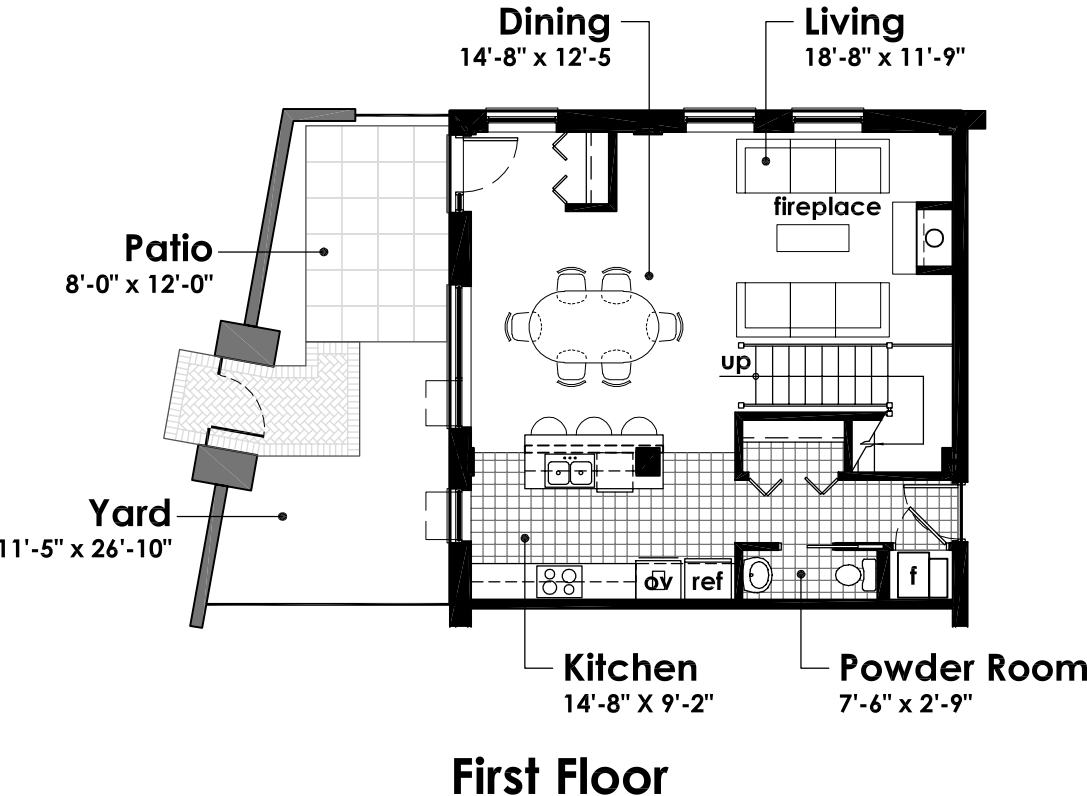 Dining
14'-8" x 12'-5
Living
18'-8" x 11'-9"
fireplace
Patio
8'-0" x 12'-0"
up
Yard
11'-5" x 26'-10"
ov
ref
f
Kitchen
14'-8" X 9'-2"
Powder Room
7'-6" x 2'-9"
First Floor